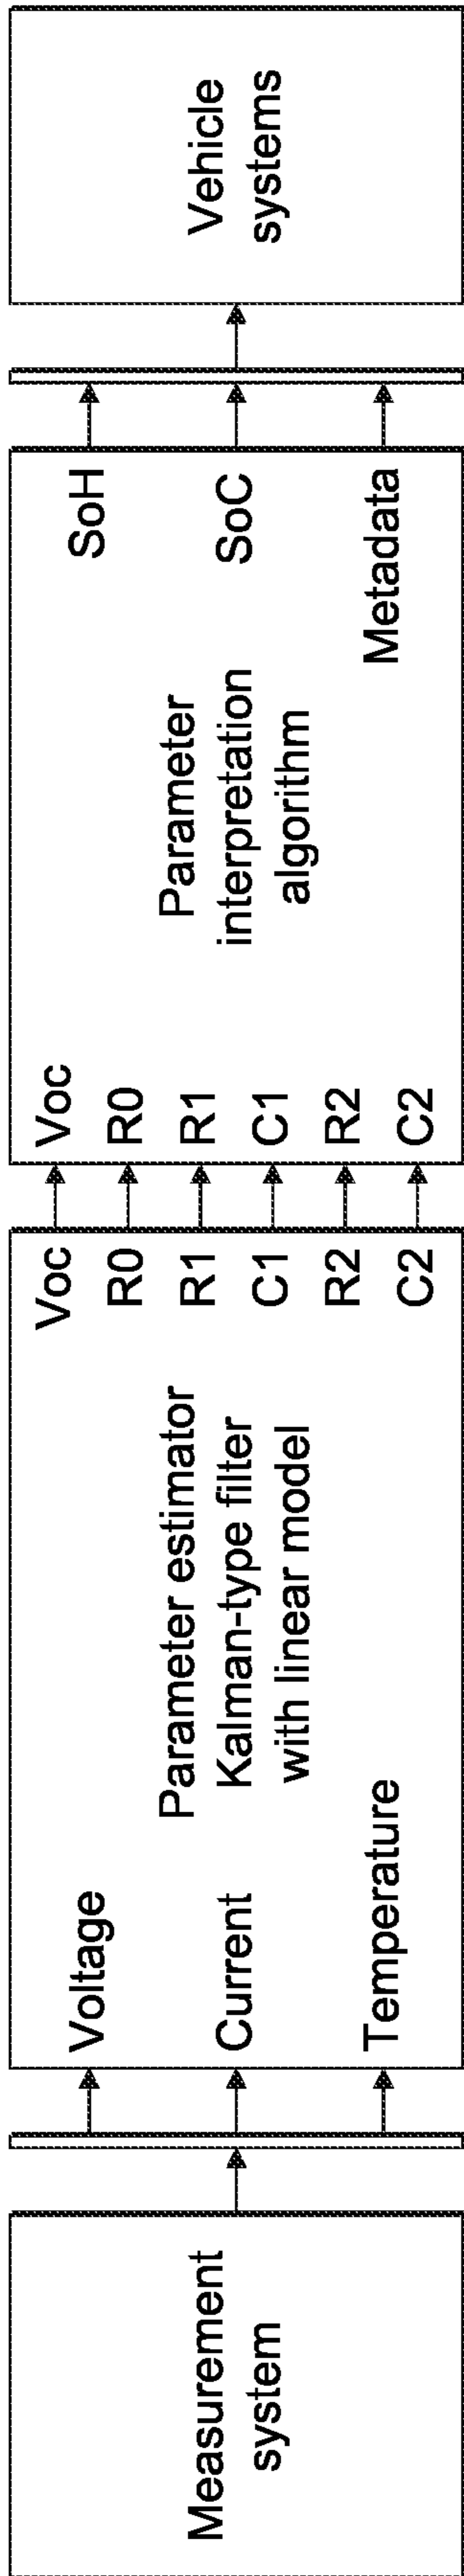 Measurement
system
Voltage
Current
Temperature
Parameter estimator
Kalman-type filter
with linear model
Voc
R0
R1
C1
R2
C2
Voc
R0
R1
C1
R2
C2
Parameter
interpretation
algorithm
SoH
SoC
Metadata
Vehicle
systems